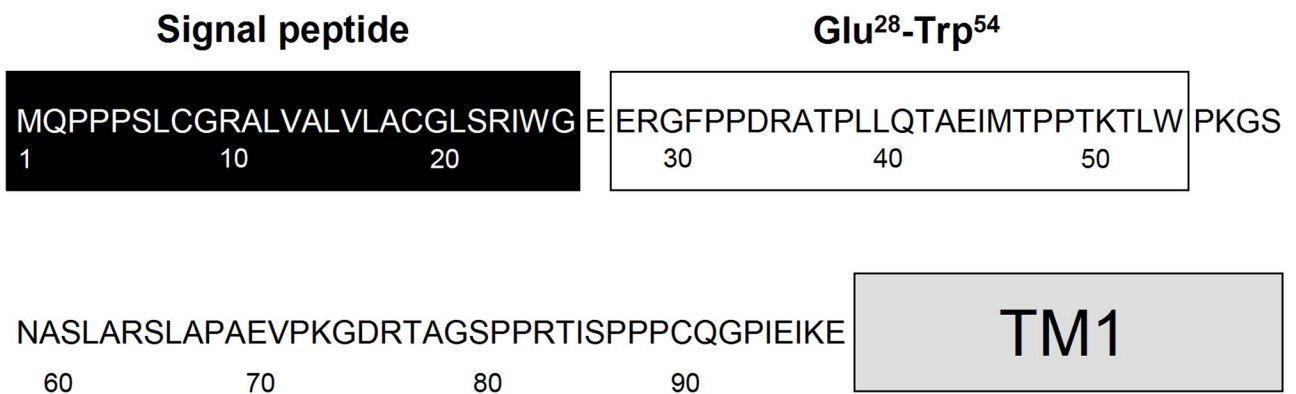 Signal peptide Glu²⁸-Trp⁵⁴
MQPPPSLCGRALVALVLACGLSRIWG E ERGFPPDRATPLLQTAEIMTPPTKTLW PKGS
1 10 20 30 40 50
NASLARSLAPAEVPKGDRTAGSPPRTISPPPCQGPIEIKE TM1
60 70 80 90